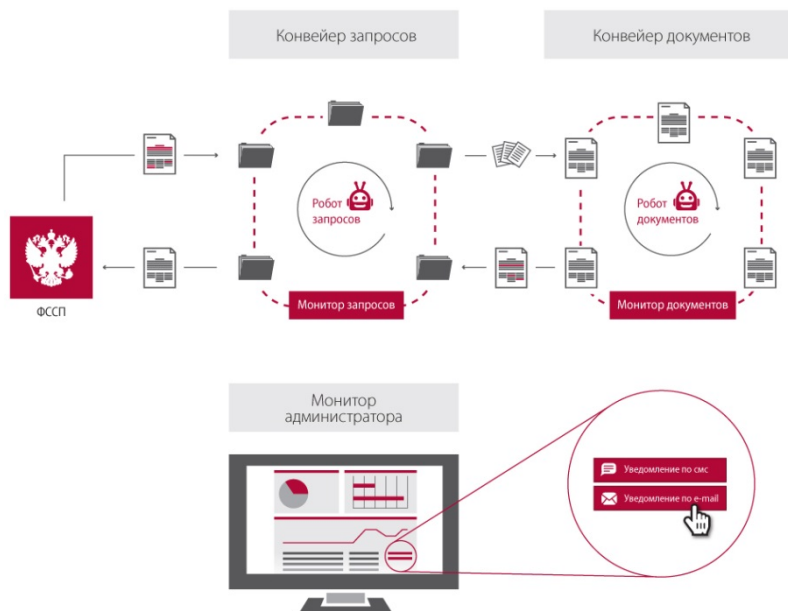 Конвейер запросов
Конвейер документов
Робот
запросов
Робот
документов
ФССП
Монитор запросов
Монитор документов
Монитор
администратора
Уведомление по смс
Уведомление по e-mail